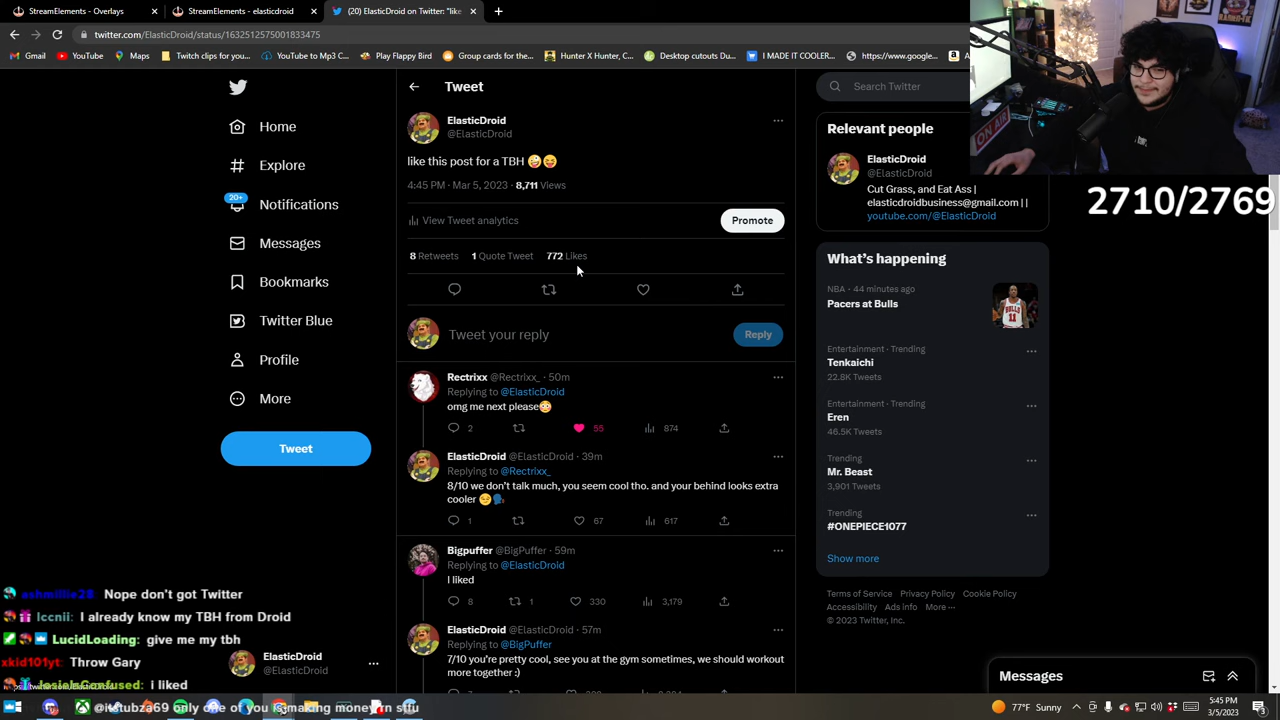 StreamElements - Overlays
StreamElements - elasticdroid
(20) ElasticDroid on Twitter: "like
twitter.com/ElasticDroid/status/1632512575001833475
Gmail
YouTube
Maps
Twitch clips for you...
YouTube to Mp3 C...
Play Flappy Bird
Group cards for the...
Hunter X Hunter, C...
Desktop cutouts Du...
I MADE IT COOLER...
https://www.google...
Home
Explore
20+
Notifications
Messages
Bookmarks
Twitter Blue
Profile
More
Tweet
Tweet
ElasticDroid
@ElasticDroid
like this post for a TBH 🤪😝
4:45 PM · Mar 5, 2023 · 8,711 Views
View Tweet analytics
Promote
8 Retweets 1 Quote Tweet 772 Likes
Tweet your reply
Reply
Rectrixx @Rectrixx_ · 50m
Replying to @ElasticDroid
omg me next please😳
2 55 874
ElasticDroid @ElasticDroid · 39m
Replying to @Rectrixx_
8/10 we don't talk much, you seem cool tho. and your behind looks extra
cooler 😏🗣️
1 67 617
Bigpuffer @BigPuffer · 59m
Replying to @ElasticDroid
I liked
8 1 330 3,179
ElasticDroid @ElasticDroid · 57m
Replying to @BigPuffer
7/10 you're pretty cool, see you at the gym sometimes, we should workout
more together :)
Search Twitter
Relevant people
ElasticDroid
@ElasticDroid
Cut Grass, and Eat Ass |
elasticdroidbusiness@gmail.com ||
youtube.com/@ElasticDroid
What's happening
NBA · 44 minutes ago
Pacers at Bulls
Entertainment · Trending
Tenkaichi
22.8K Tweets
Entertainment · Trending
Eren
46.5K Tweets
Trending
Mr. Beast
3,901 Tweets
Trending
#ONEPIECE1077
Show more
Terms of Service Privacy Policy Cookie Policy
Accessibility Ads info More ···
© 2023 Twitter, Inc.
ON AIR
2710/2769
ashmillie28 Nope don't got Twitter
lccnii: I already know my TBH from Droid
LucidLoading: give me my tbh
xkid101yt: Throw Gary
i liked
ElasticDroid
@ElasticDroid
Messages
77°F Sunny
5:45 PM
3/5/2023